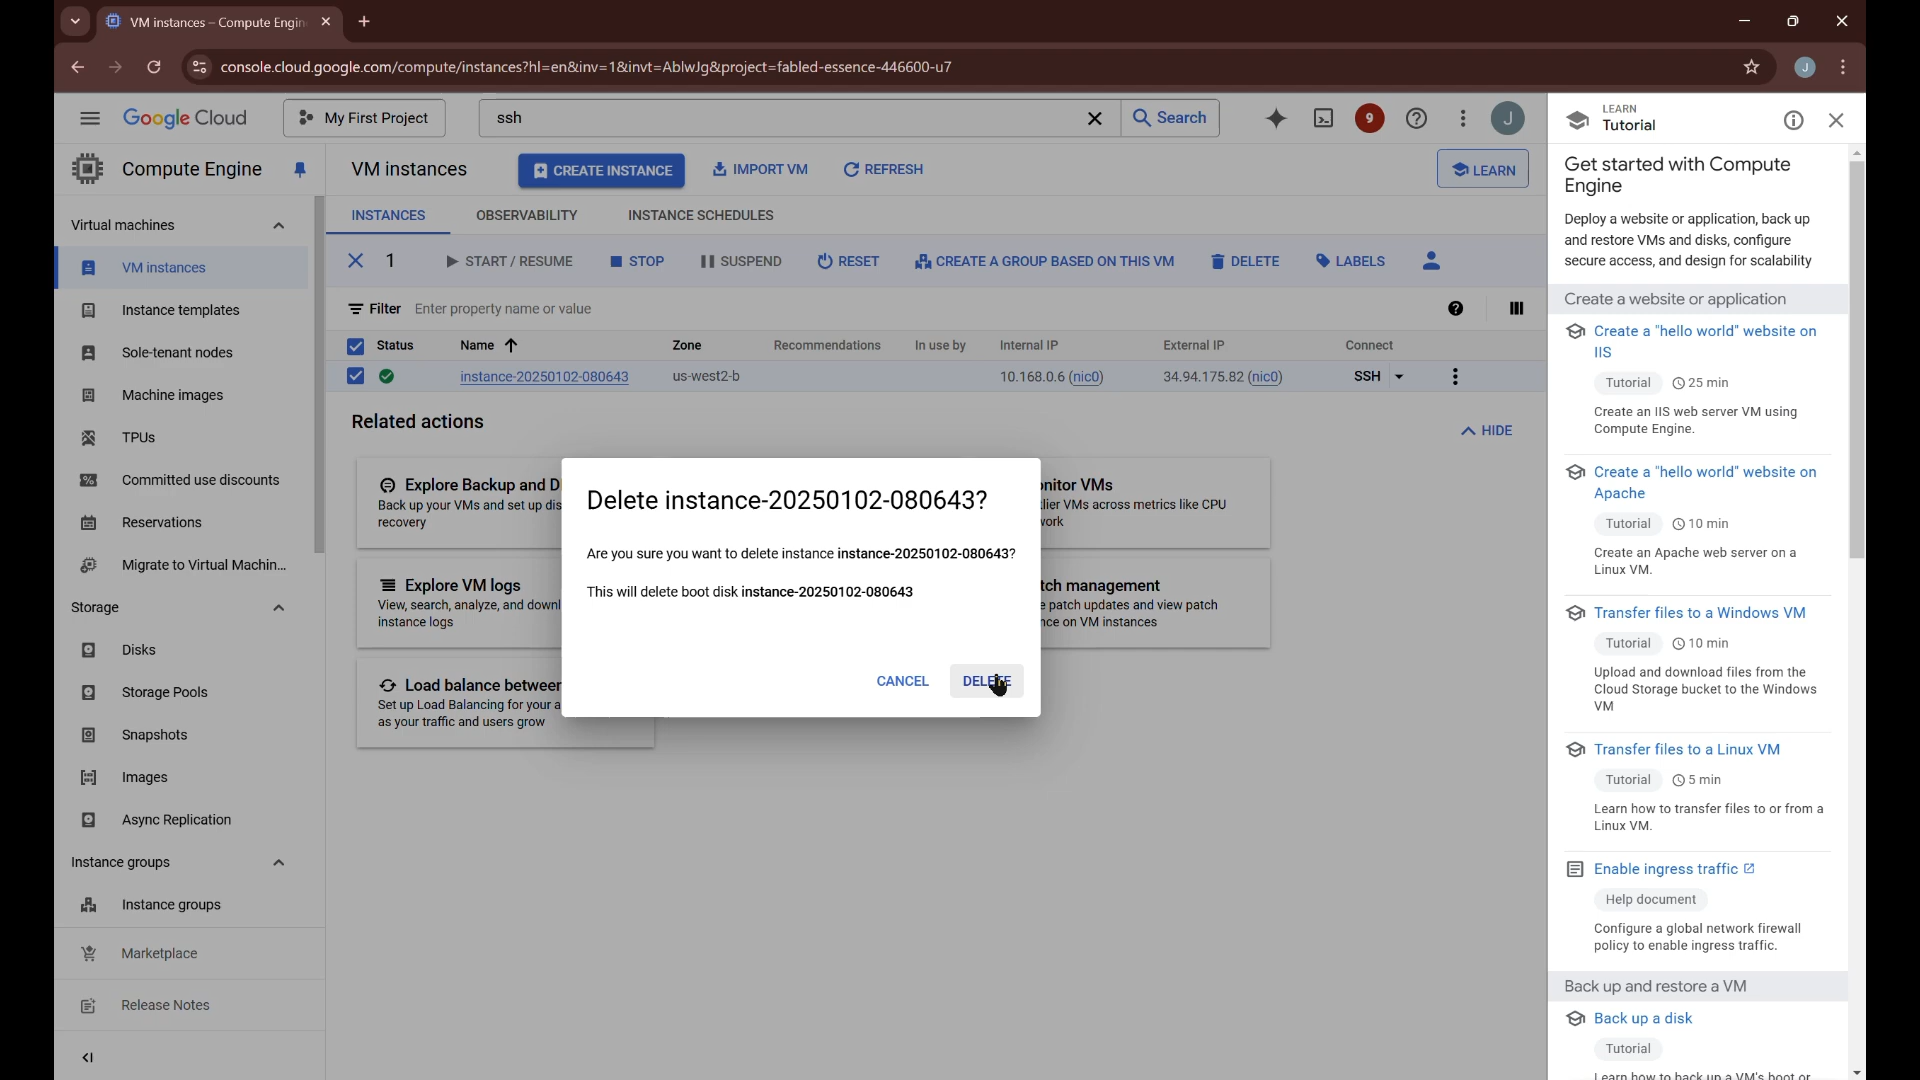 VM instances – Compute Engin
console.cloud.google.com/compute/instances?hl=en&inv=1&invt=AblwJg&project=fabled-essence-446600-u7
J
Google Cloud
My First Project
ssh
Search
9
J
Compute Engine
Virtual machines
VM instances
Instance templates
Sole-tenant nodes
Machine images
TPUs
Committed use discounts
Reservations
Migrate to Virtual Machin...
Storage
Disks
Storage Pools
Snapshots
Images
Async Replication
Instance groups
Instance groups
Marketplace
Release Notes
VM instances
CREATE INSTANCE
IMPORT VM
REFRESH
LEARN
INSTANCES
OBSERVABILITY
INSTANCE SCHEDULES
1
START / RESUME
STOP
SUSPEND
RESET
CREATE A GROUP BASED ON THIS VM
DELETE
LABELS
Filter Enter property name or value
Status Name Zone Recommendations In use by Internal IP External IP Connect
instance-20250102-080643 us-west2-b 10.168.0.6 (nic0) 34.94.175.82 (nic0) SSH
Related actions
HIDE
Explore Backup and D
Back up your VMs and set up dis
recovery
Explore VM logs
View, search, analyze, and downl
instance logs
Load balance between
Set up Load Balancing for your a
as your traffic and users grow
nitor VMs
lier VMs across metrics like CPU
work
tch management
e patch updates and view patch
nce on VM instances
Delete instance-20250102-080643?
Are you sure you want to delete instance instance-20250102-080643?
This will delete boot disk instance-20250102-080643
CANCEL
DELETE
LEARN
Tutorial
Get started with Compute
Engine
Deploy a website or application, back up
and restore VMs and disks, configure
secure access, and design for scalability
Create a website or application
Create a "hello world" website on
IIS
Tutorial 25 min
Create an IIS web server VM using
Compute Engine.
Create a "hello world" website on
Apache
Tutorial 10 min
Create an Apache web server on a
Linux VM.
Transfer files to a Windows VM
Tutorial 10 min
Upload and download files from the
Cloud Storage bucket to the Windows
VM
Transfer files to a Linux VM
Tutorial 5 min
Learn how to transfer files to or from a
Linux VM.
Enable ingress traffic
Help document
Configure a global network firewall
policy to enable ingress traffic.
Back up and restore a VM
Back up a disk
Tutorial
Learn how to back up a VM's boot or